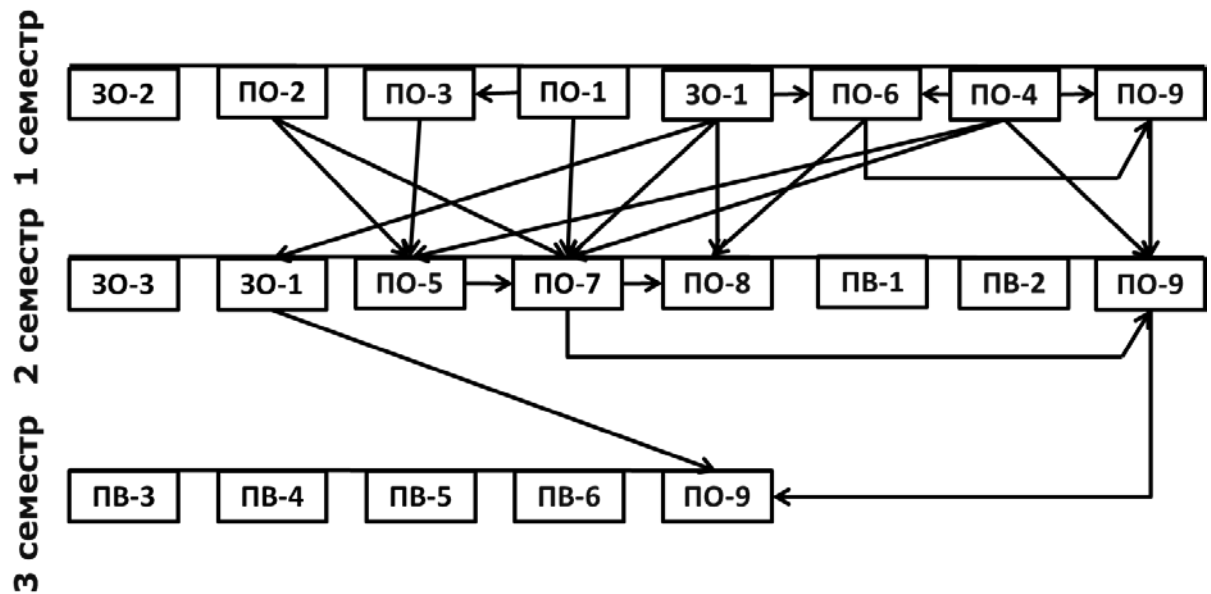 1 семестр
ЗО-2 ПО-2 ПО-3 ПО-1 ЗО-1 ПО-6 ПО-4 ПО-9
2 семестр
ЗО-3 ЗО-1 ПО-5 ПО-7 ПО-8 ПВ-1 ПВ-2 ПО-9
3 семестр
ПВ-3 ПВ-4 ПВ-5 ПВ-6 ПО-9